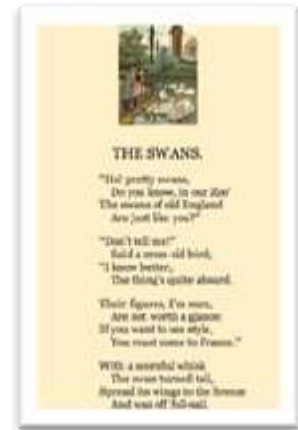 THE SWANS.
"Ho! pretty swans,
Do you know, in our Zoo
The swans of old England
Are just like you?"
"Don't tell me!"
Said a cross old bird,
"I know better,
The thing's quite absurd.
Their figures, I'm sure,
Are not worth a glance:
If you want to see style,
You must come to France."
With a scornful whisk
The swan turned tail,
Spread its wings to the breeze
And was off full-sail.